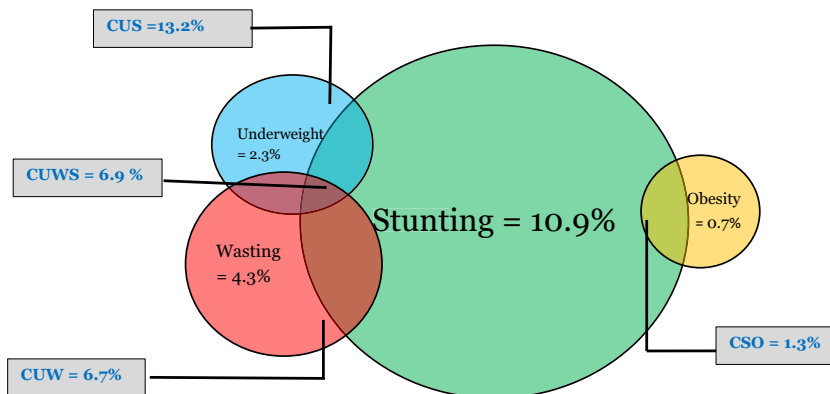 CUS =13.2%
Underweight
= 2.3%
CUWS = 6.9 %
Obesity
= 0.7%
Stunting = 10.9%
Wasting
= 4.3%
CSO = 1.3%
CUW = 6.7%